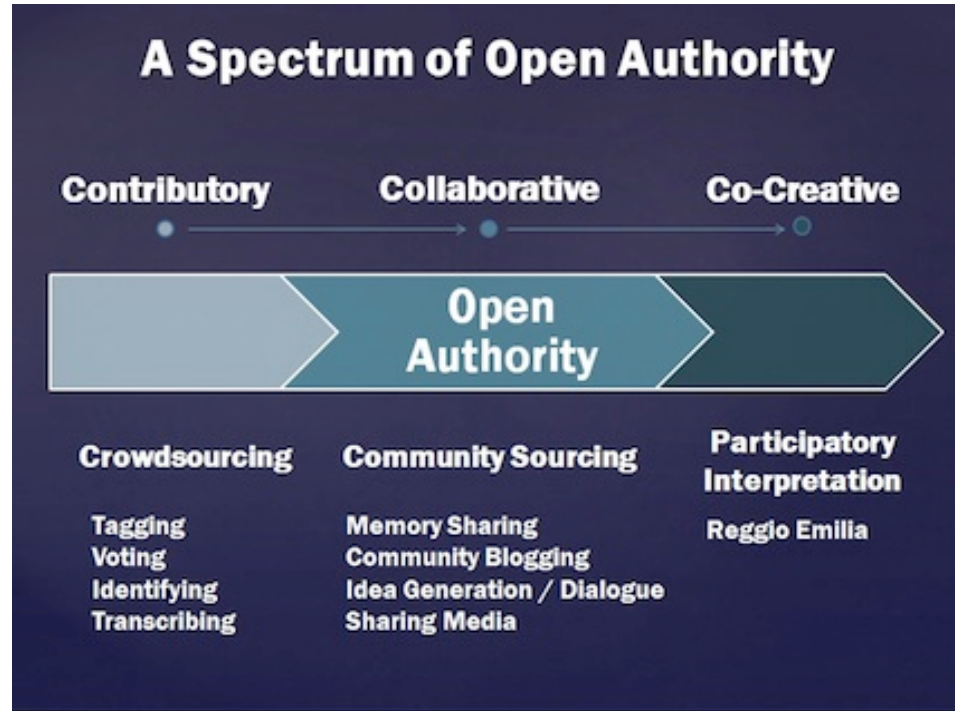 A Spectrum of Open Authority
Contributory
Collaborative
Co-Creative
Open
Authority
Crowdsourcing
Tagging
Voting
Identifying
Transcribing
Community Sourcing
Memory Sharing
Community Blogging
Idea Generation / Dialogue
Sharing Media
Participatory
Interpretation
Reggio Emilia